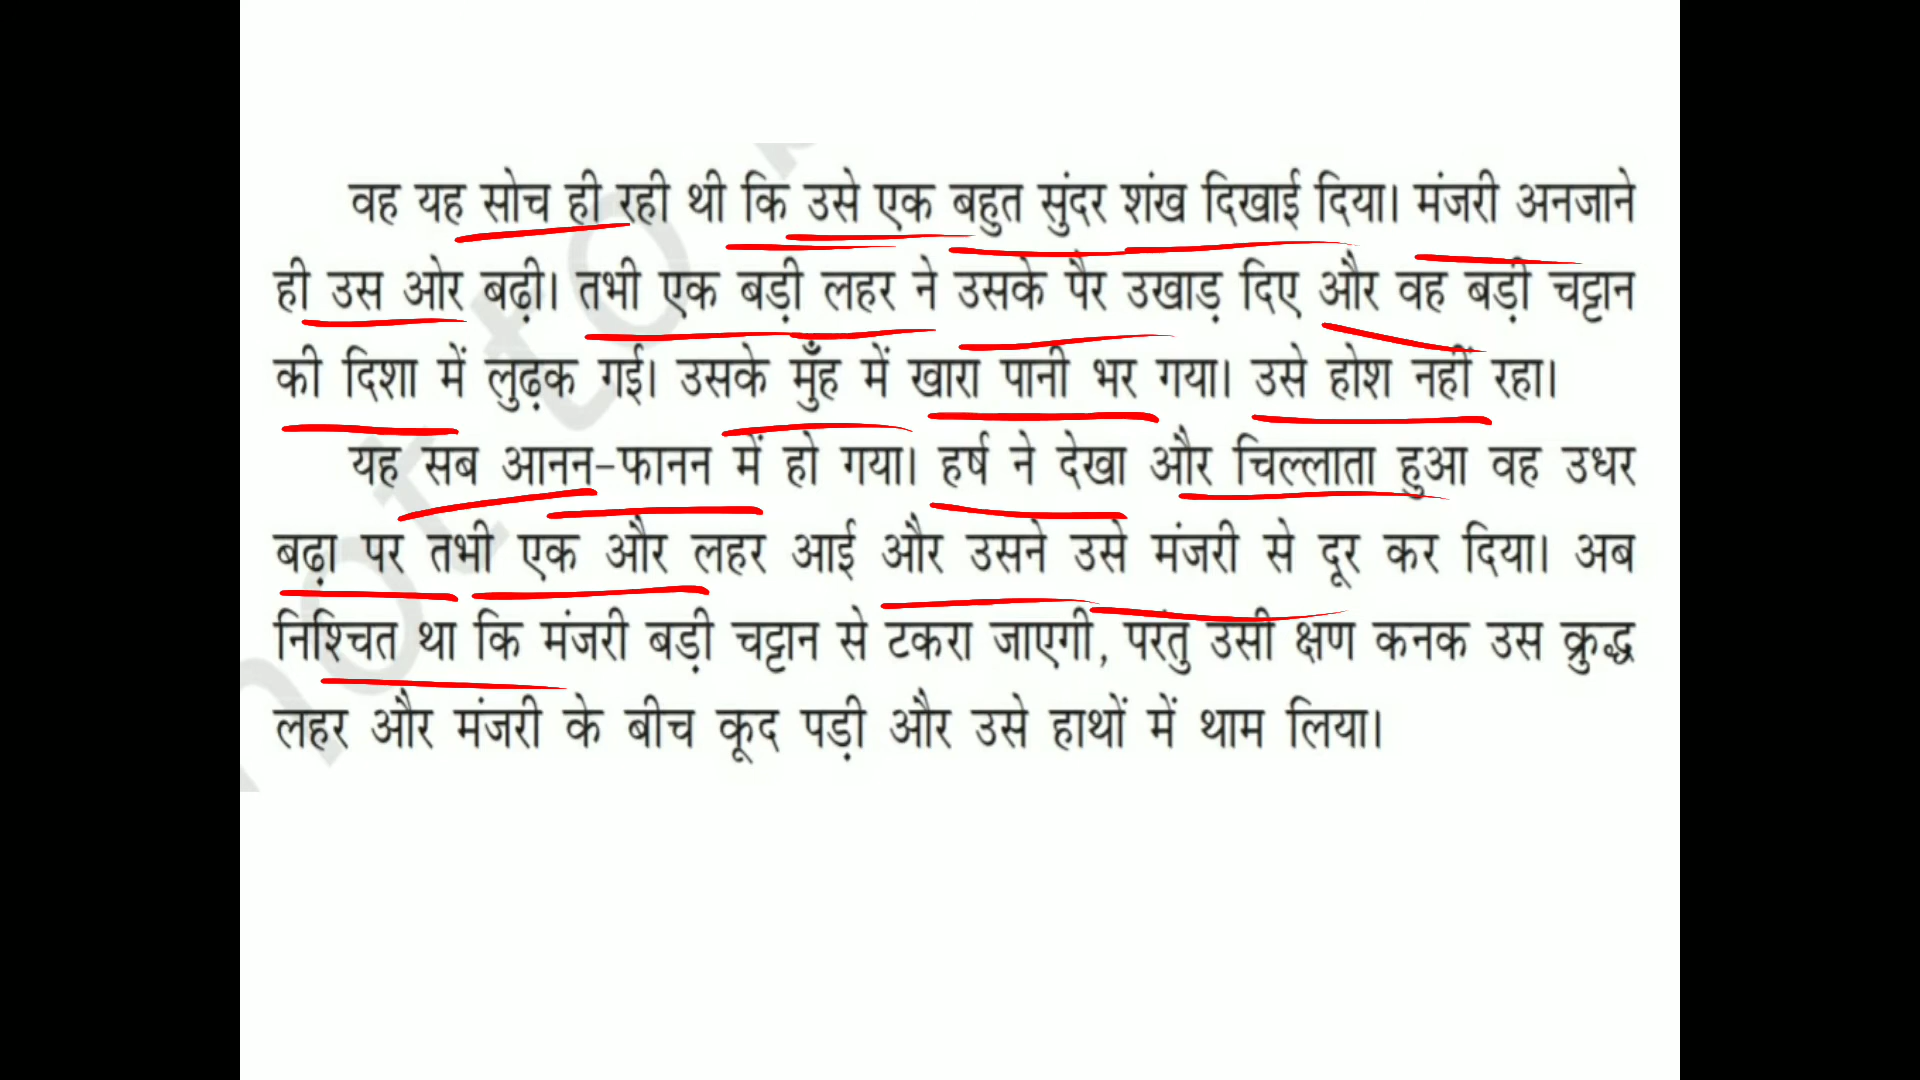 वह यह सोच ही रही थी कि उसे एक बहुत सुंदर शंख दिखाई दिया। मंजरी अनजाने
ही उस ओर बढ़ी। तभी एक बड़ी लहर ने उसके पैर उखाड़ दिए और वह बड़ी चट्टान
की दिशा में लुढ़क गई। उसके मुँह में खारा पानी भर गया। उसे होश नहीं रहा।
यह सब आनन-फानन में हो गया। हर्ष ने देखा और चिल्लाता हुआ वह उधर
बढ़ा पर तभी एक और लहर आई और उसने उसे मंजरी से दूर कर दिया। अब
निश्चित था कि मंजरी बड़ी चट्टान से टकरा जाएगी, परंतु उसी क्षण कनक उस क्रुद्ध
लहर और मंजरी के बीच कूद पड़ी और उसे हाथों में थाम लिया।
not to